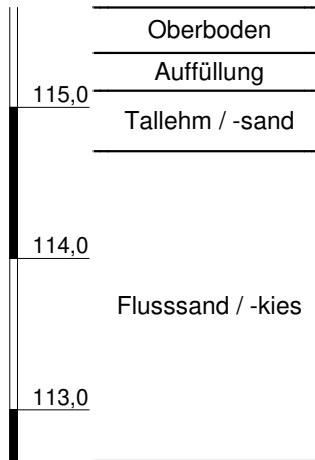 Oberboden
Auffüllung
115,0
Tallehm / -sand
114,0
Flusssand / -kies
113,0